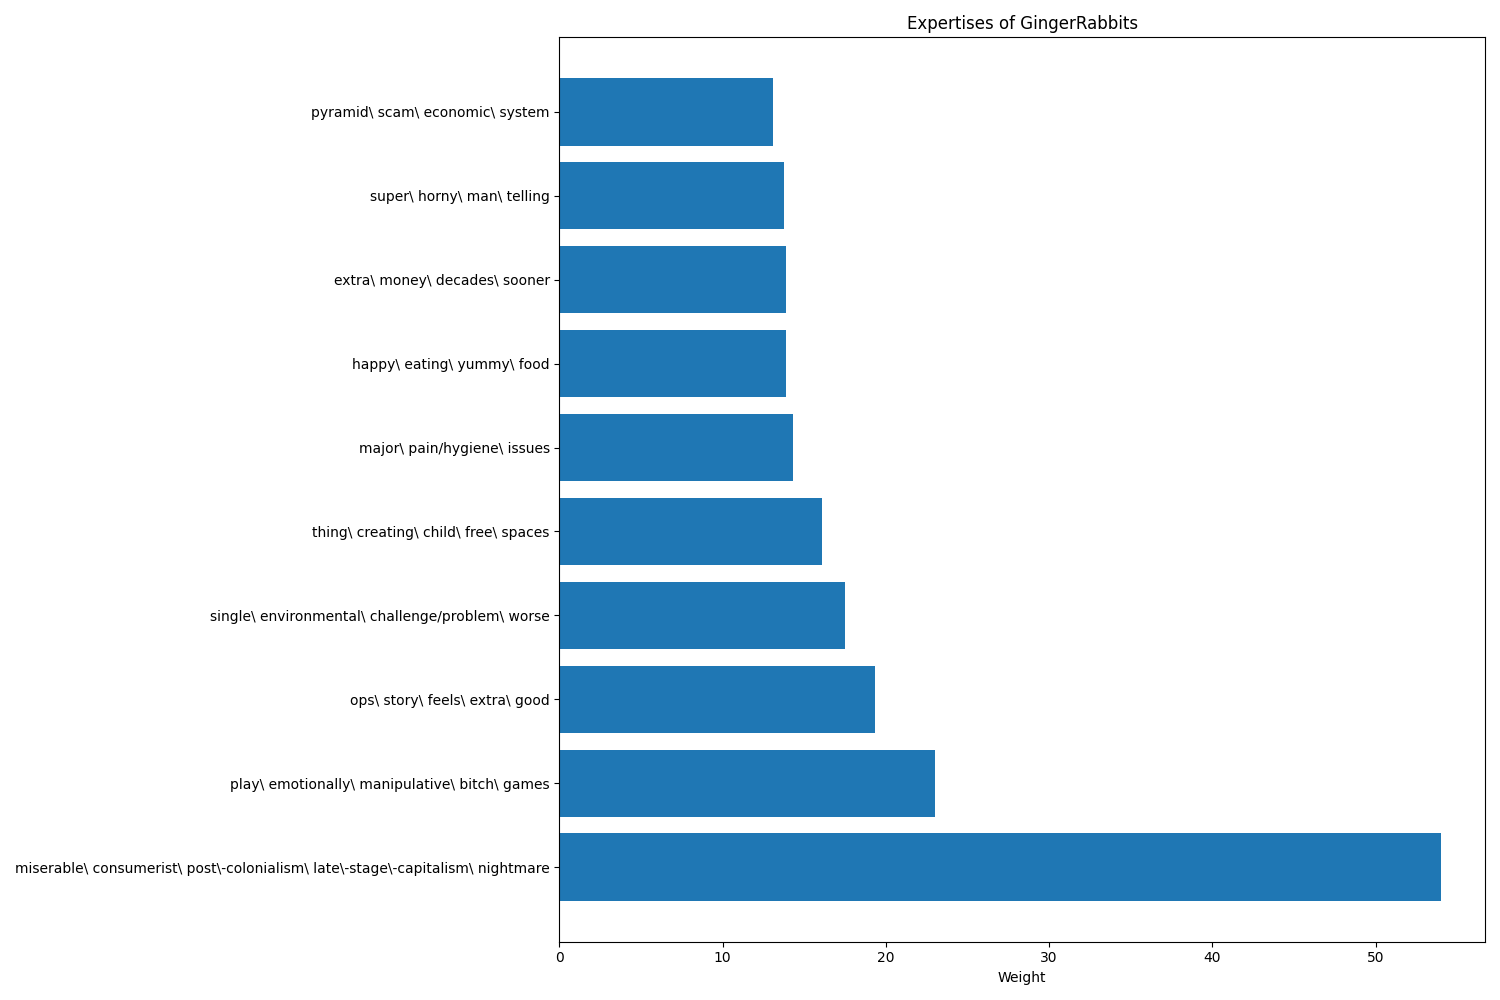 Expertises of GingerRabbits
pyramid\ scam\ economic\ system
super\ horny\ man\ telling
extra\ money\ decades\ sooner
happy\ eating\ yummy\ food
major\ pain/hygiene\ issues
thing\ creating\ child\ free\ spaces
single\ environmental\ challenge/problem\ worse
ops\ story\ feels\ extra\ good
play\ emotionally\ manipulative\ bitch\ games
miserable\ consumerist\ post\-colonialism\ late\-stage\-capitalism\ nightmare
0 10 20 30 40 50
Weight